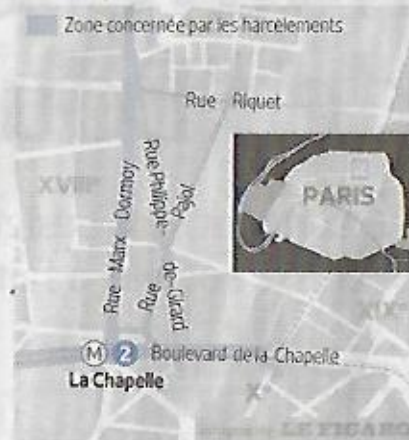 Zone concernée par les harcèlements
Rue Riquet
XVIIIe
PARIS
Rue Marx Dormoy
Rue Philippe-
de-Girard
Rue
Pajol
XIXe
M 2 Boulevard de la Chapelle
La Chapelle
X
LE FIGARO